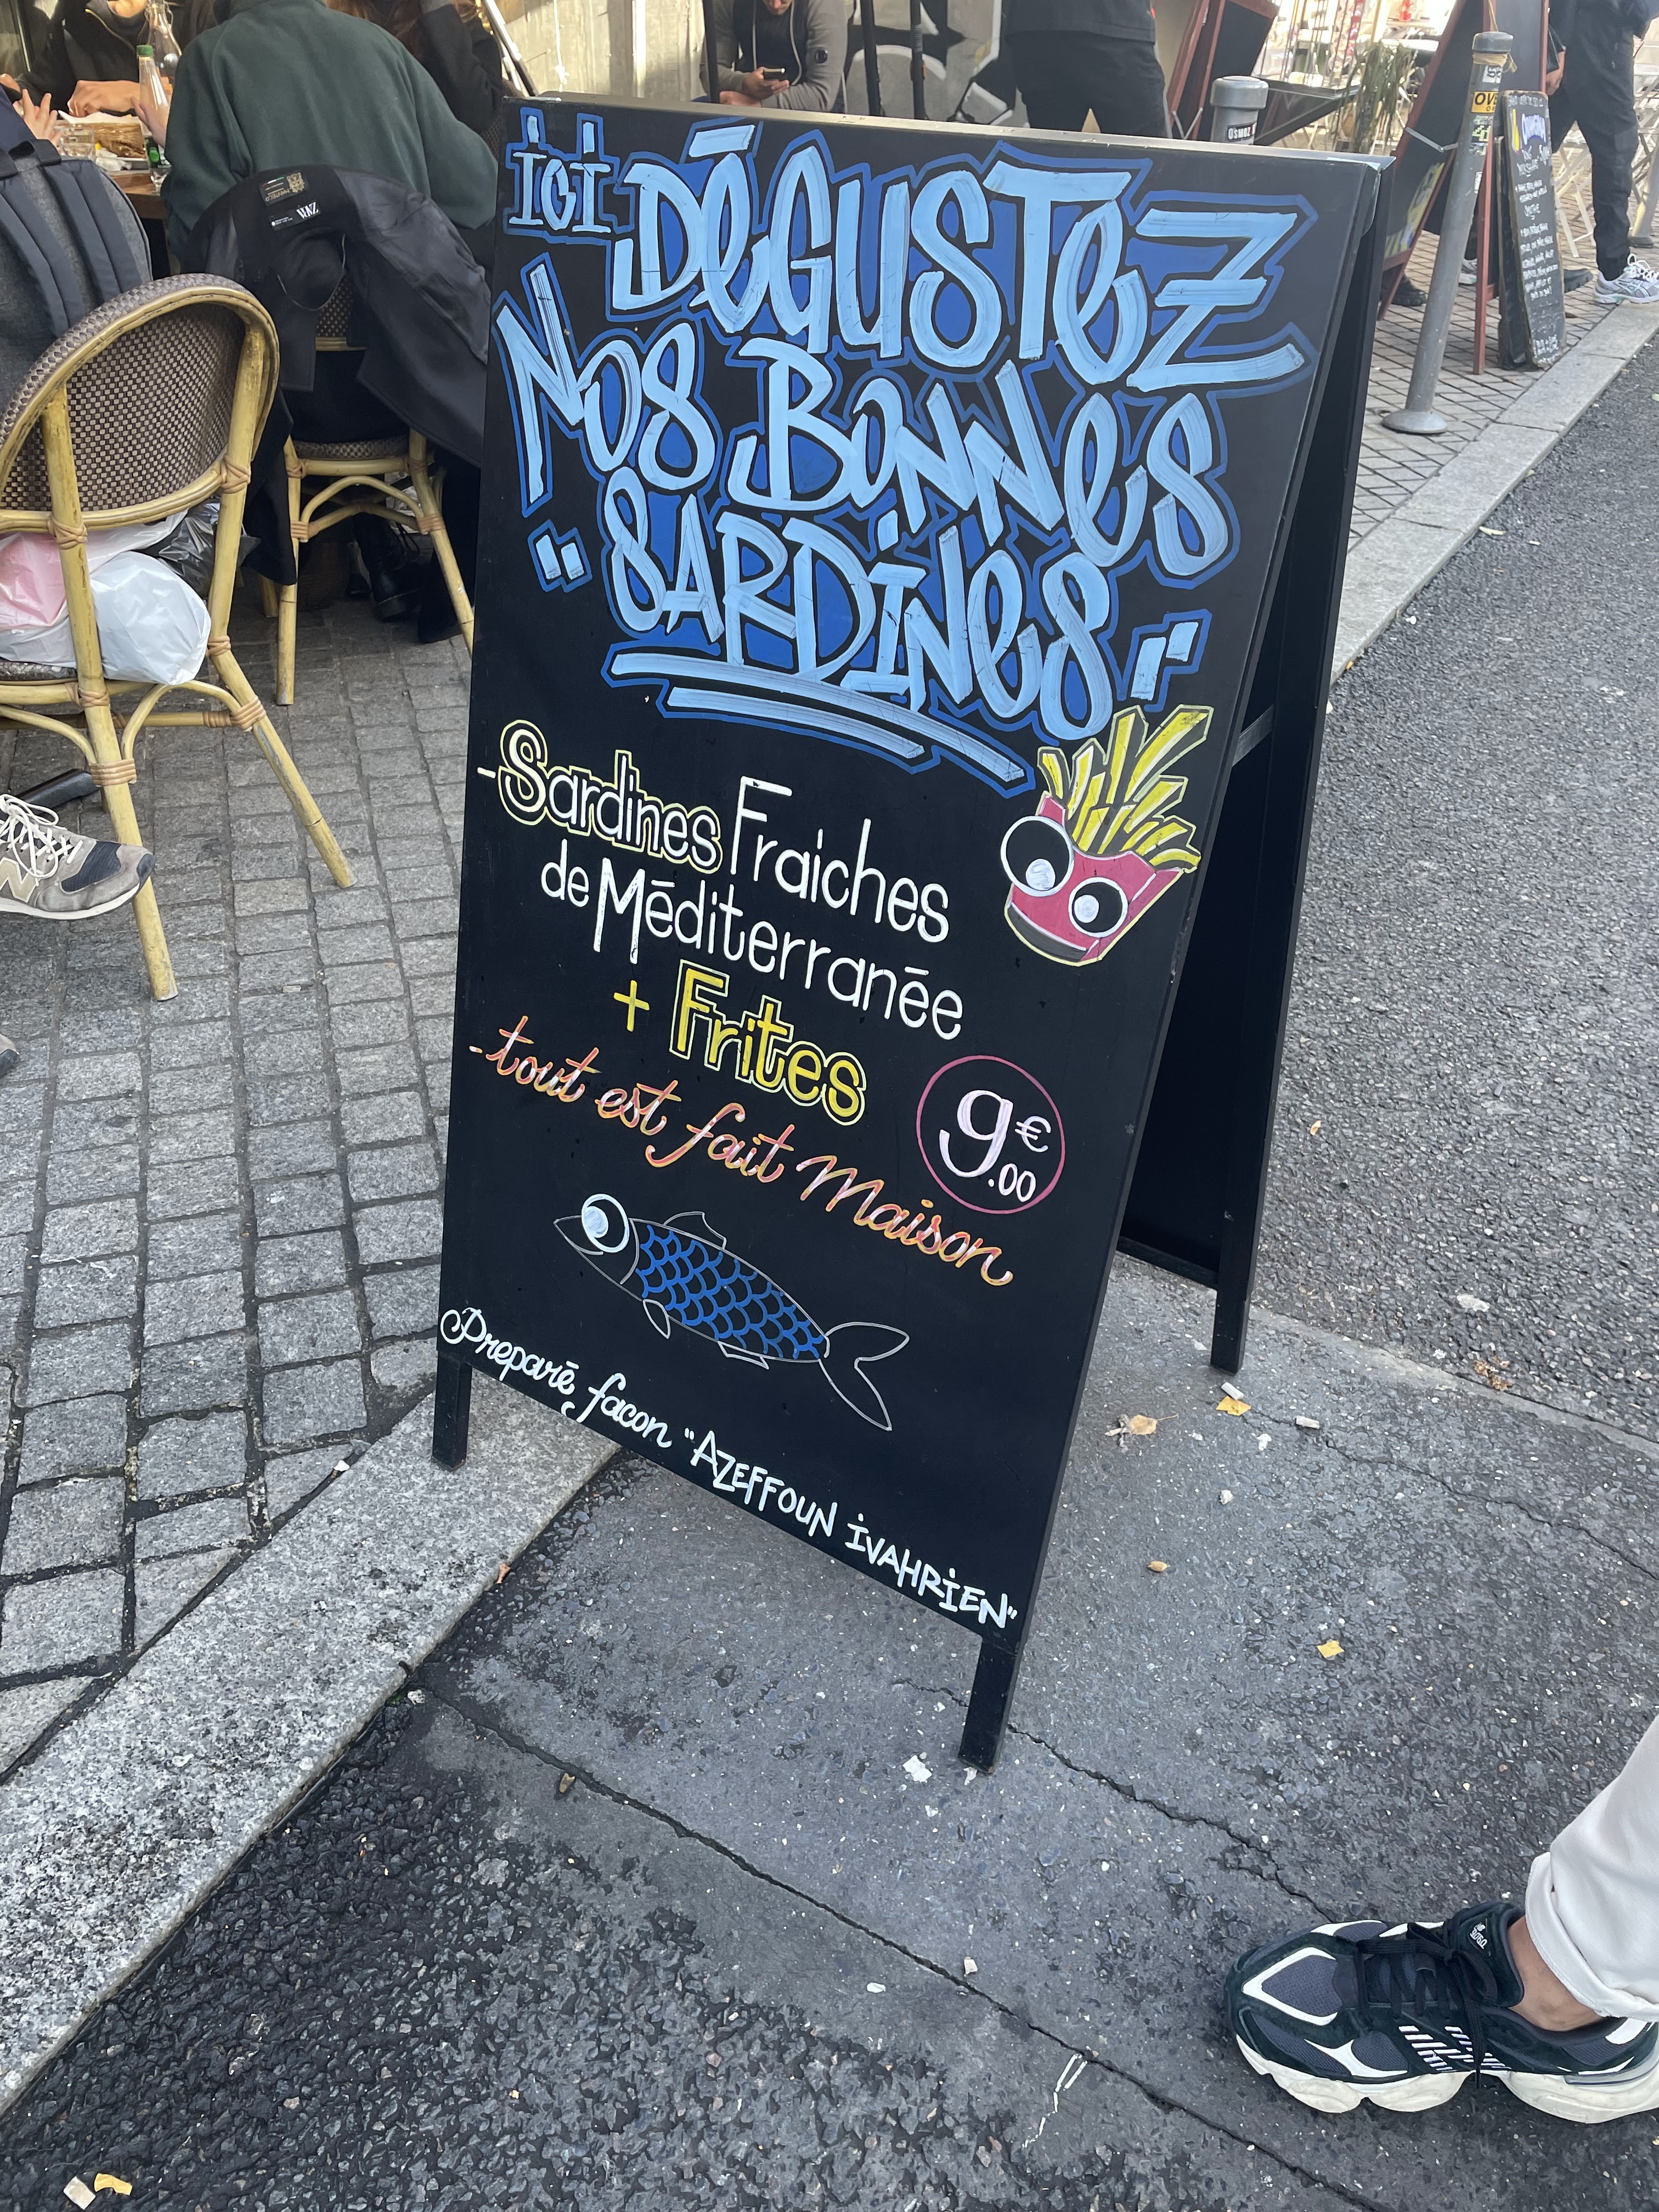 ICI DÉGUSTEZ
NOS BONNES
"SARDINES"
-Sardines Fraiches
de Méditerranée
+ Frites
9€
.00
-tout est fait Maison
Preparé facon "AZEFFOUN IVAHRIEN"
OSMOZ